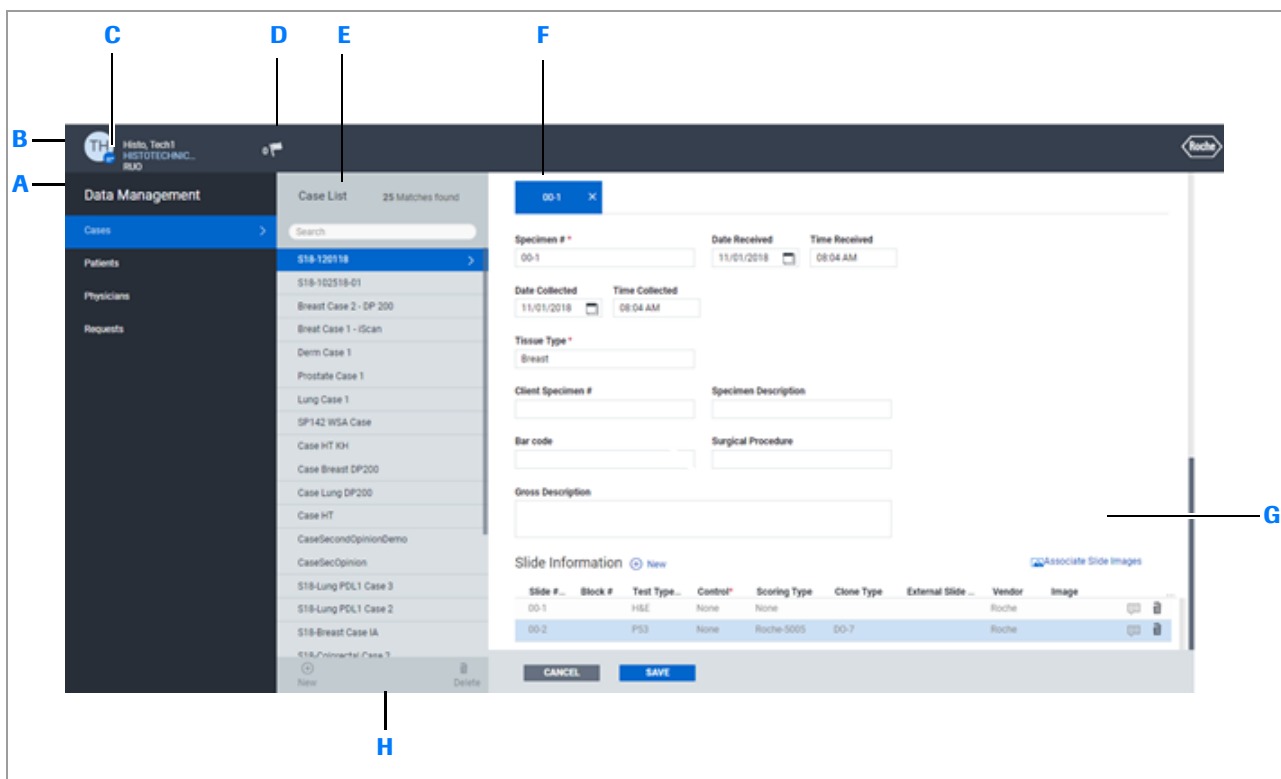 C D E F
B
TH
Histo, Tech1
HISTOTECHNIC...
RUO
0
Roche
A
Data Management
Cases
Patients
Physicians
Requests
Case List 25 Matches found
Search
S18-120118
S18-102518-01
Breast Case 2 - DP 200
Breat Case 1 - iScan
Derm Case 1
Prostate Case 1
Lung Case 1
SP142 WSA Case
Case HT KH
Case Breast DP200
Case Lung DP200
Case HT
CaseSecondOpinionDemo
CaseSecOpinion
S18-Lung PDL1 Case 3
S18-Lung PDL1 Case 2
S18-Breast Case IA
S18-Colorectal Case 2
New Delete
00-1 ×
Specimen # * Date Received Time Received
00-1 11/01/2018 08:04 AM
Date Collected Time Collected
11/01/2018 08:04 AM
Tissue Type *
Breast
Client Specimen # Specimen Description
Bar code Surgical Procedure
Gross Description
G
Slide Information New Associate Slide Images
Slide #... Block # Test Type... Control* Scoring Type Clone Type External Slide ... Vendor Image ...
00-1 H&E None None Roche
00-2 P53 None Roche-5005 DO-7 Roche
CANCEL SAVE
H